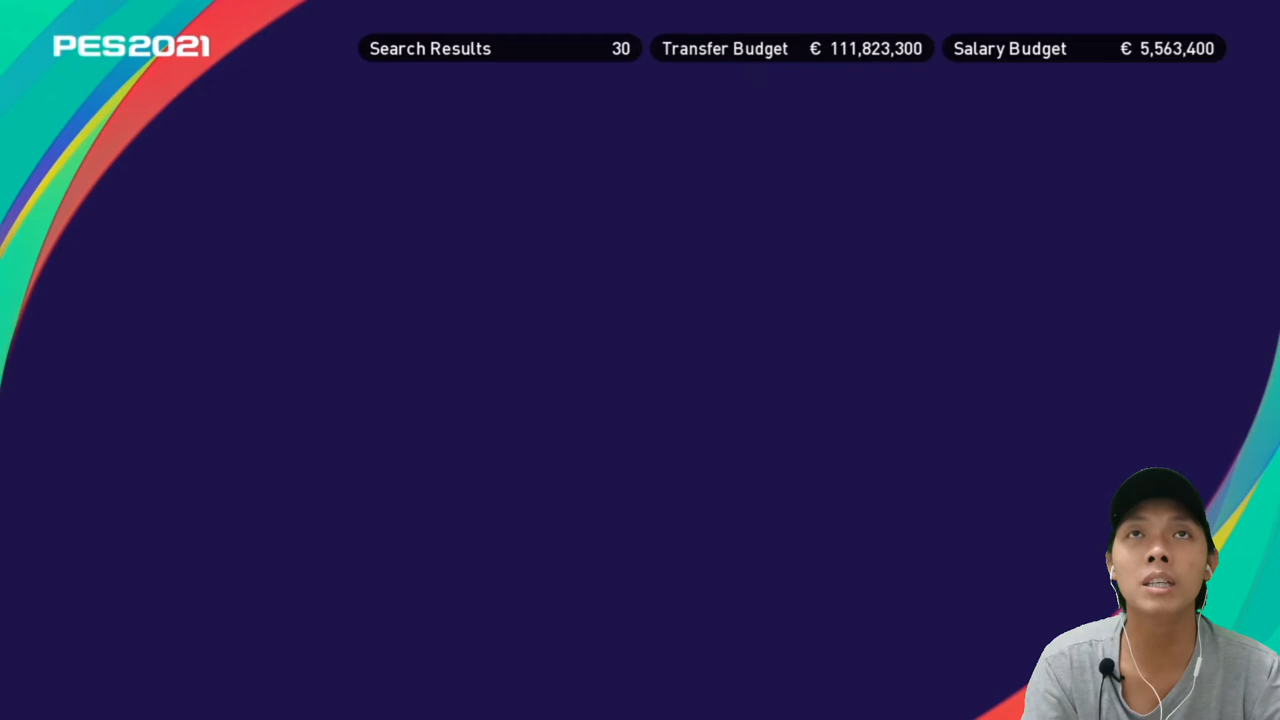 PES2021
Search Results 30 Transfer Budget € 111,823,300 Salary Budget € 5,563,400